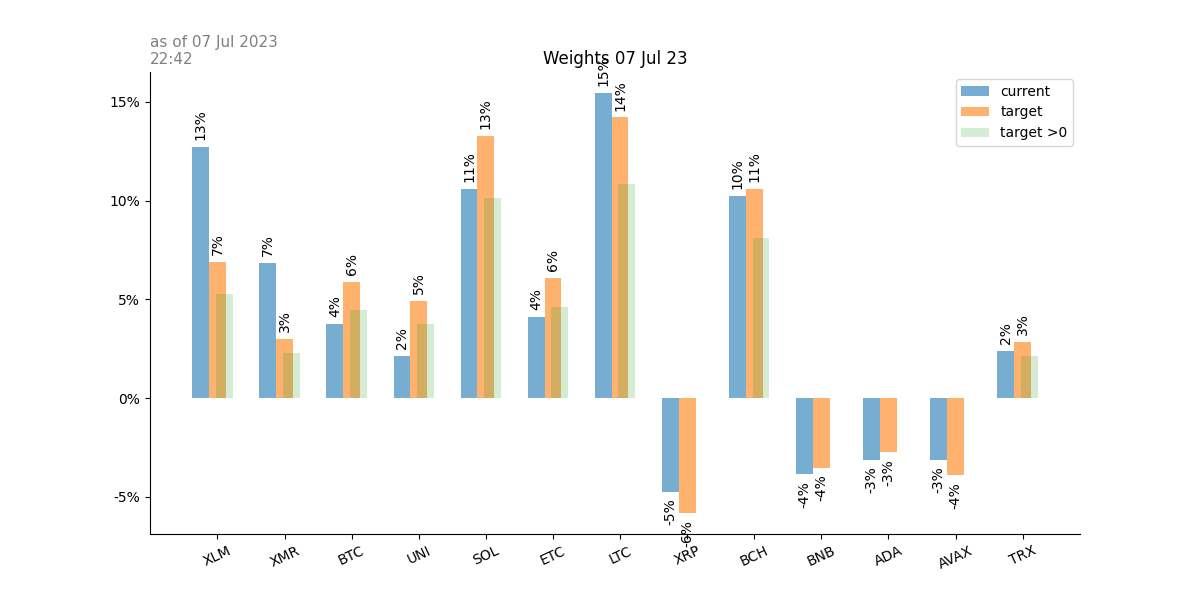 as of 07 Jul 2023
22:42
Weights 07 Jul 23
current
target
target >0
15%
10%
5%
0%
-5%
13%
7%
7%
3%
4%
6%
2%
5%
11%
13%
4%
6%
15%
14%
-5%
-6%
10%
11%
-4%
-4%
-3%
-3%
-3%
-4%
2%
3%
XLM
XMR
BTC
UNI
SOL
ETC
LTC
XRP
BCH
BNB
ADA
AVAX
TRX